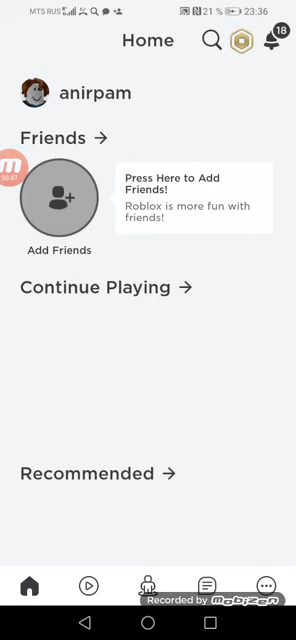 MTS RUS 21 % 23:36
Home
18
anirpam
Friends →
Press Here to Add
Friends!
Roblox is more fun with
friends!
Add Friends
Continue Playing →
Recommended →
Recorded by mobizen